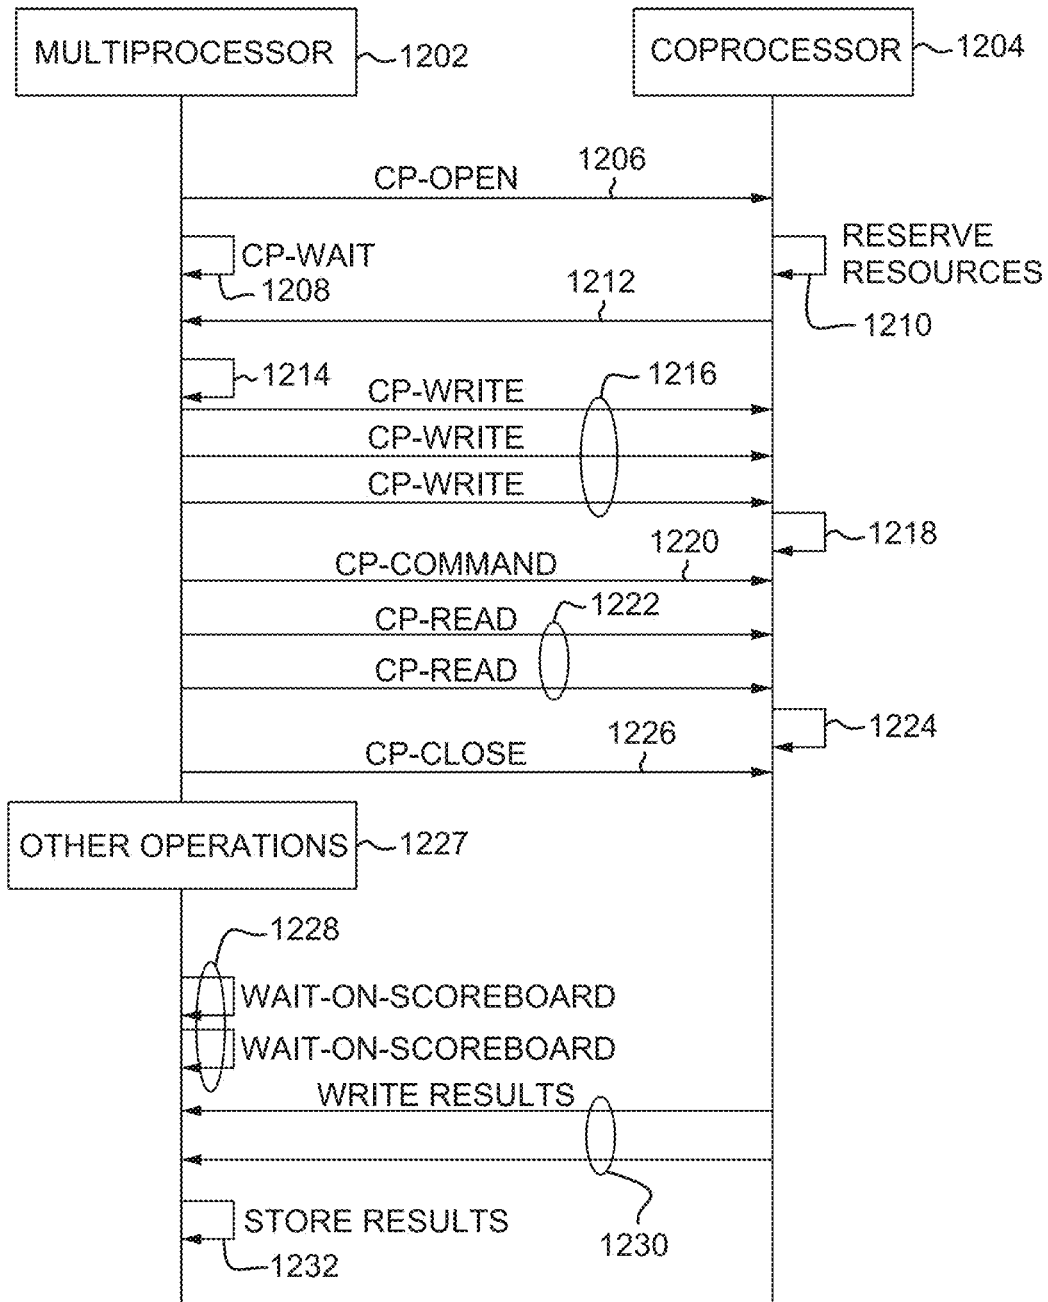 MULTIPROCESSOR 1202 COPROCESSOR 1204
1206
CP-OPEN
CP-WAIT
1208
RESERVE
RESOURCES
1210
1212
1214
1216
CP-WRITE
CP-WRITE
CP-WRITE
1218
1220
CP-COMMAND
1222
CP-READ
CP-READ
1224
1226
CP-CLOSE
OTHER OPERATIONS 1227
1228
WAIT-ON-SCOREBOARD
WAIT-ON-SCOREBOARD
WRITE RESULTS
1230
STORE RESULTS
1232